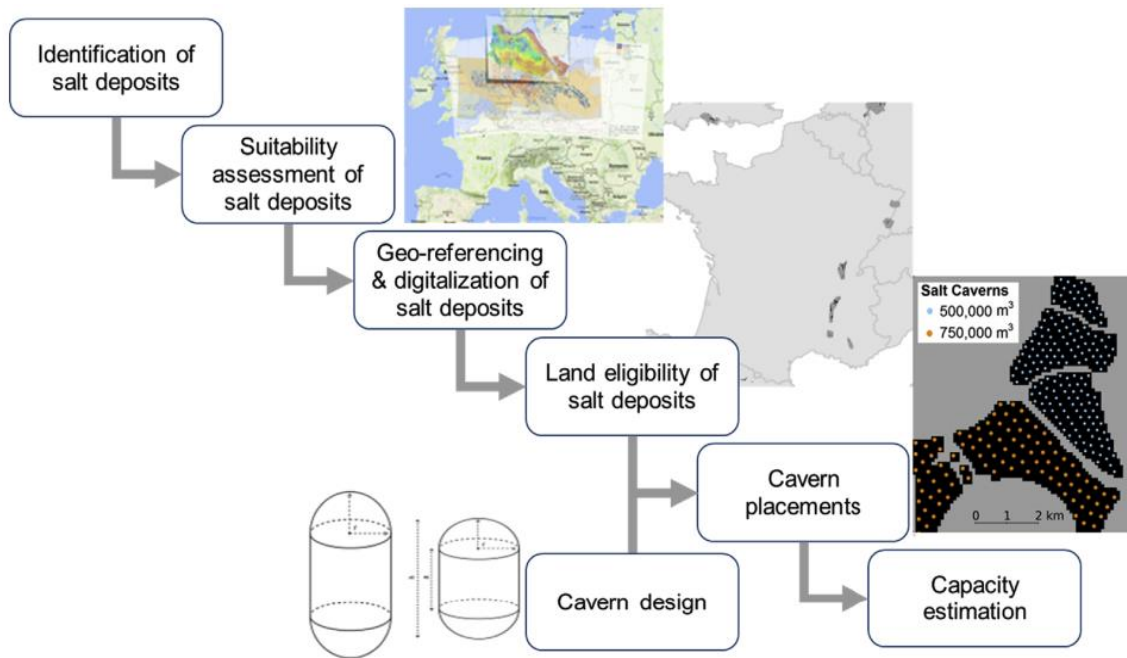 Identification of
salt deposits
Suitability
assessment of
salt deposits
Geo-referencing
& digitalization of
salt deposits
Land eligibility of
salt deposits
Cavern
placements
Cavern design
Capacity
estimation
Salt Caverns
500,000 m³
750,000 m³
0 1 2 km
France
Italy